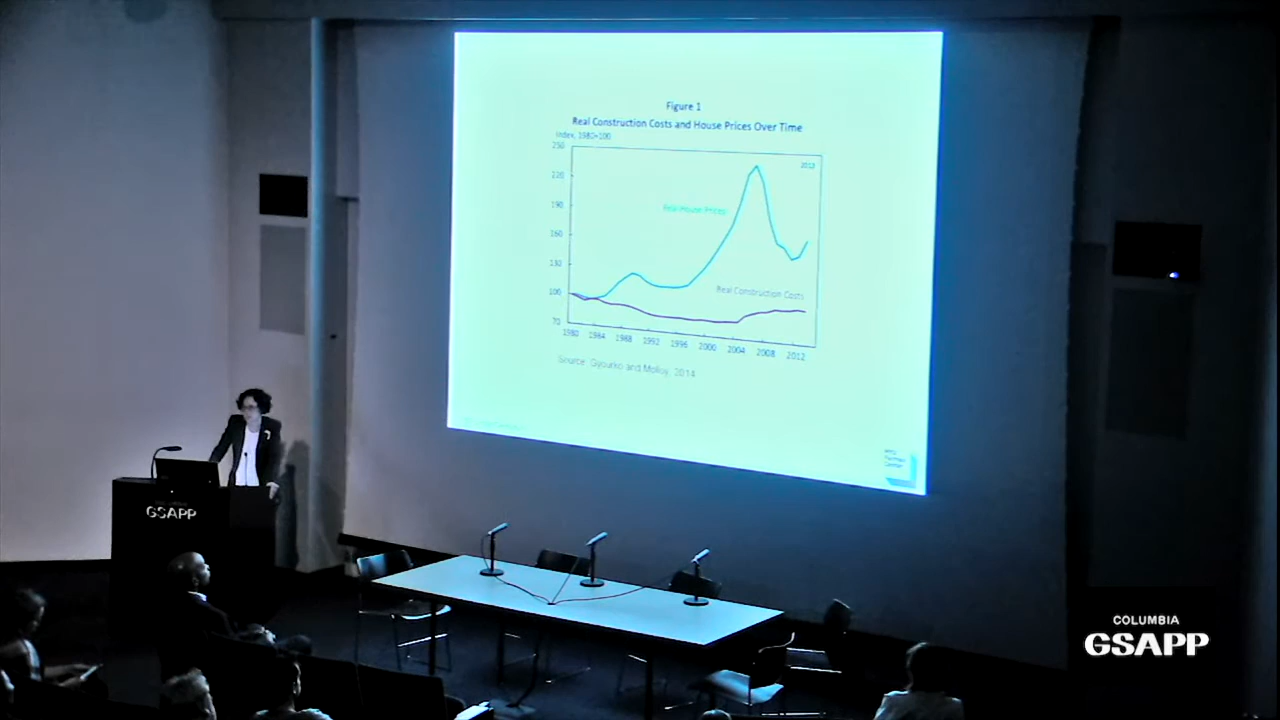 Figure 1
Real Construction Costs and House Prices Over Time
Index, 1980=100
250
2013
220
190
Real House Prices
160
130
Real Construction Costs
100
70
1980 1984 1988 1992 1996 2000 2004 2008 2012
Source: Gyourko and Molloy, 2014
Center
GSAPP
COLUMBIA
GSAPP